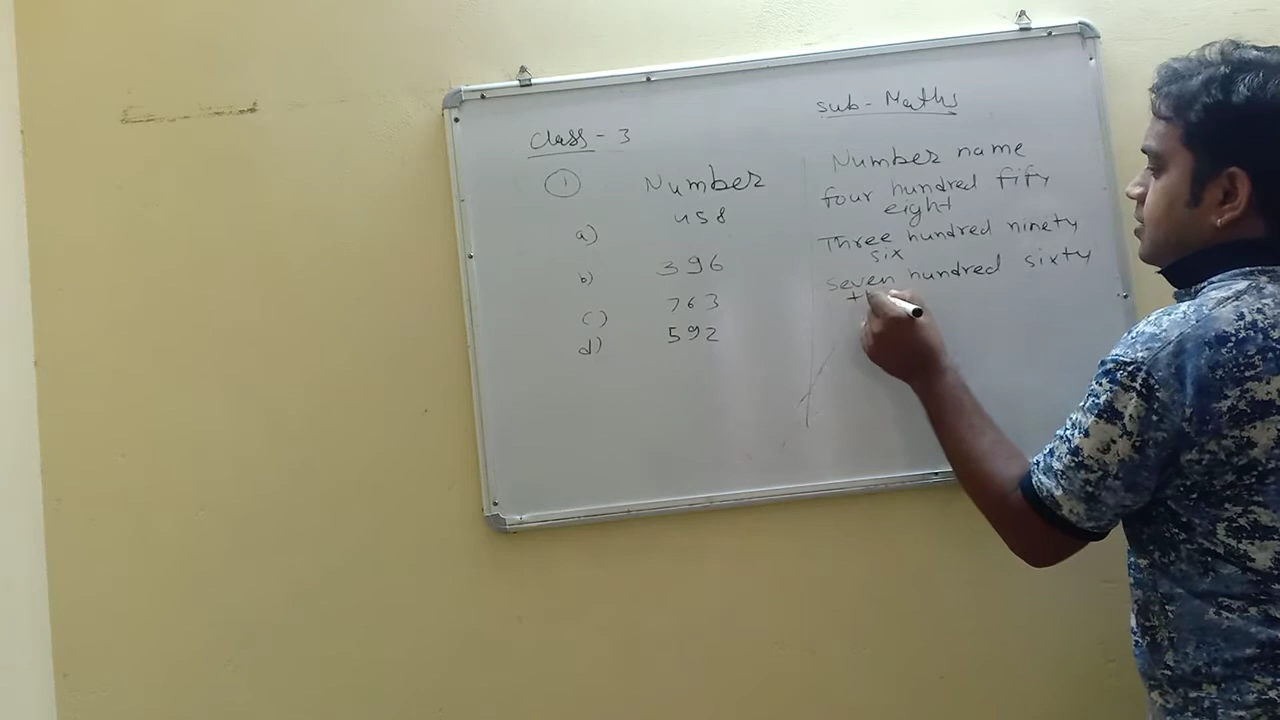 sub - Maths
Class - 3
1 Number Number name
a) 458 four hundred fify
eight
b) 396 Three hundred ninety
six
c) 763 seven hundred sixty
th
d) 592